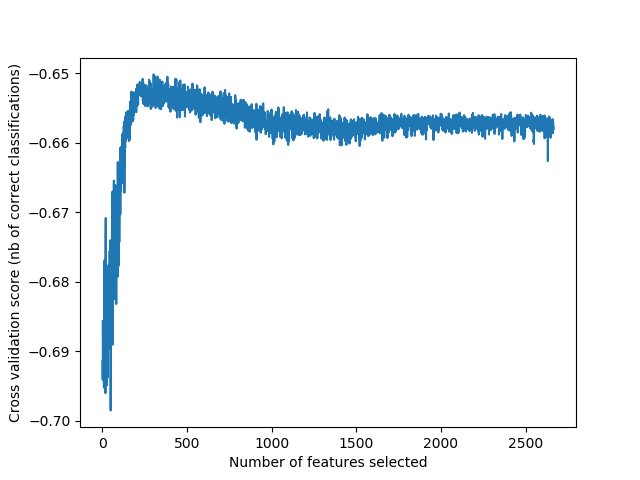 −0.65
−0.66
−0.67
−0.68
−0.69
−0.70
Cross validation score (nb of correct classifications)
0 500 1000 1500 2000 2500
Number of features selected